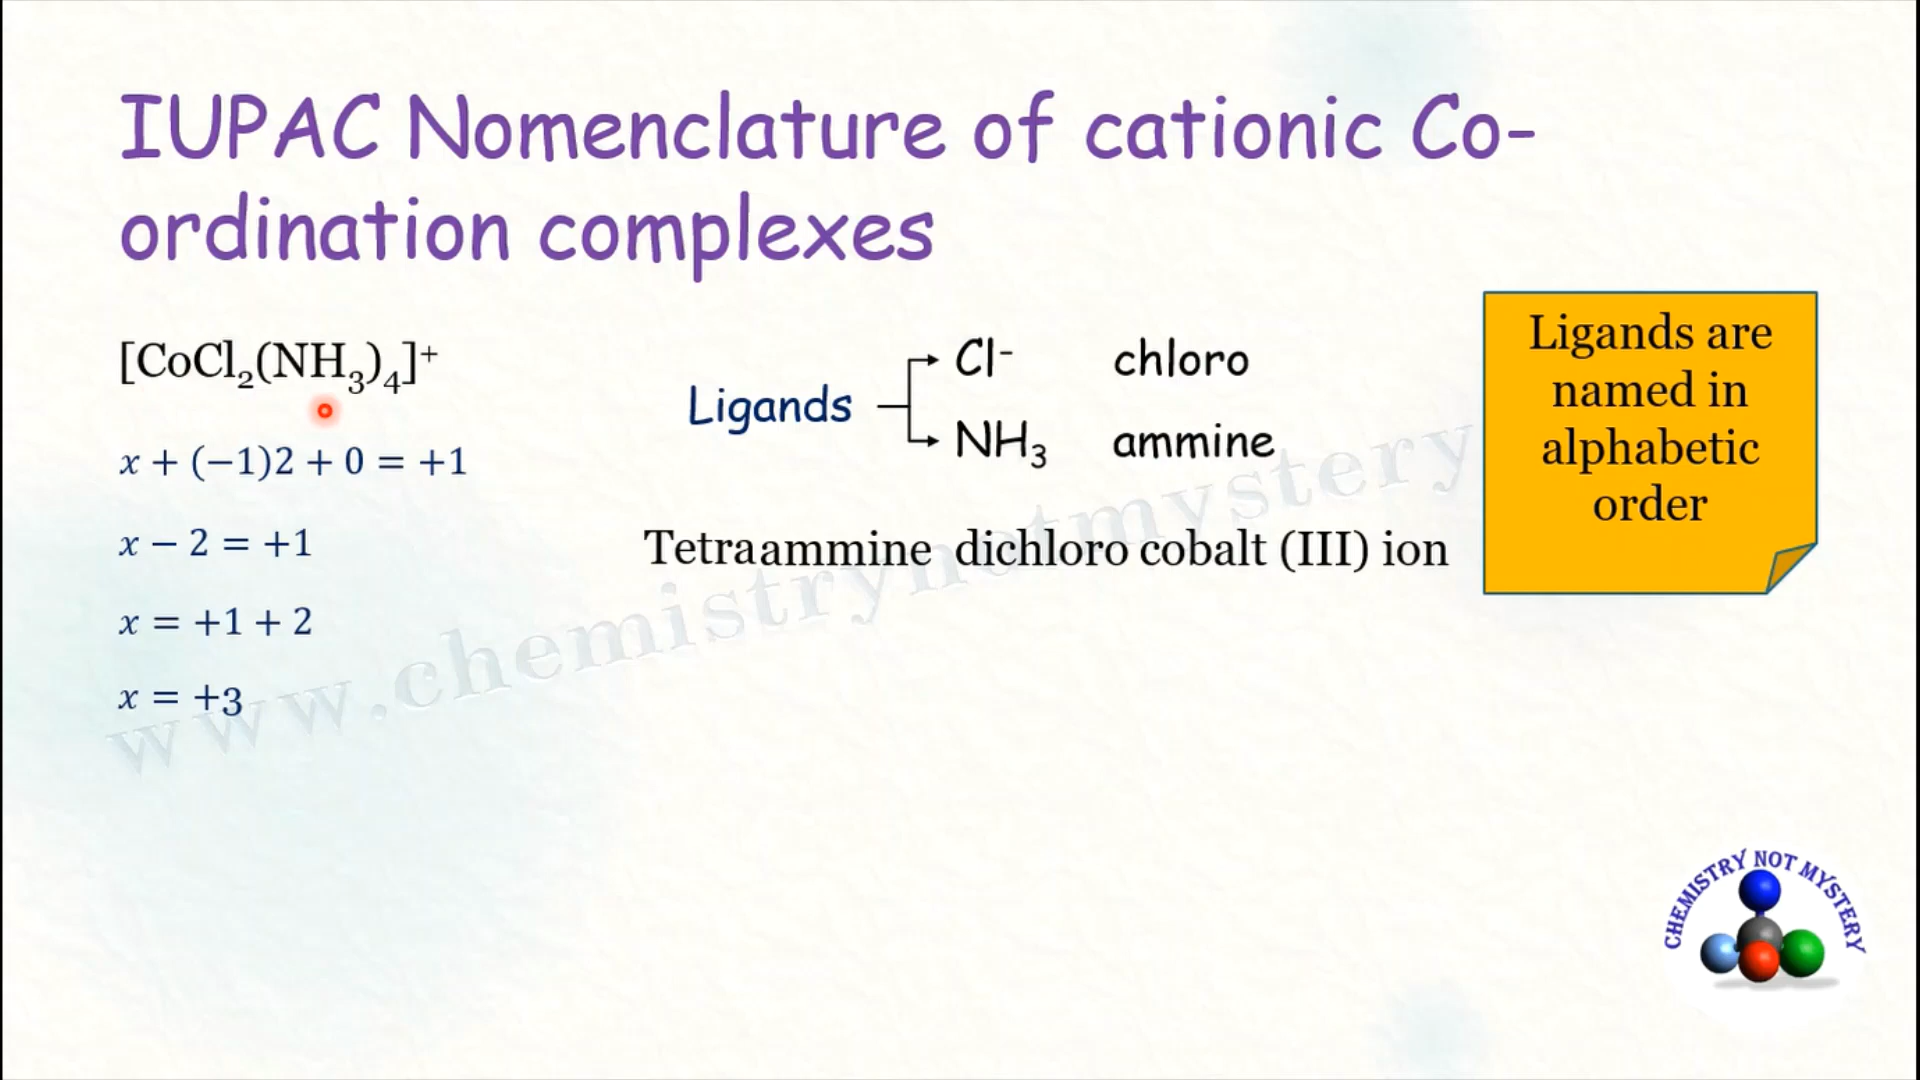 IUPAC Nomenclature of cationic Co-
ordination complexes
[CoCl₂(NH₃)₄]⁺
x + (−1)2 + 0 = +1
x − 2 = +1
x = +1 + 2
x = +3
Ligands
Cl⁻ chloro
NH₃ ammine
Tetraammine dichloro cobalt (III) ion
Ligands are
named in
alphabetic
order
www.chemistrynotmystery
CHEMISTRY NOT MYSTERY